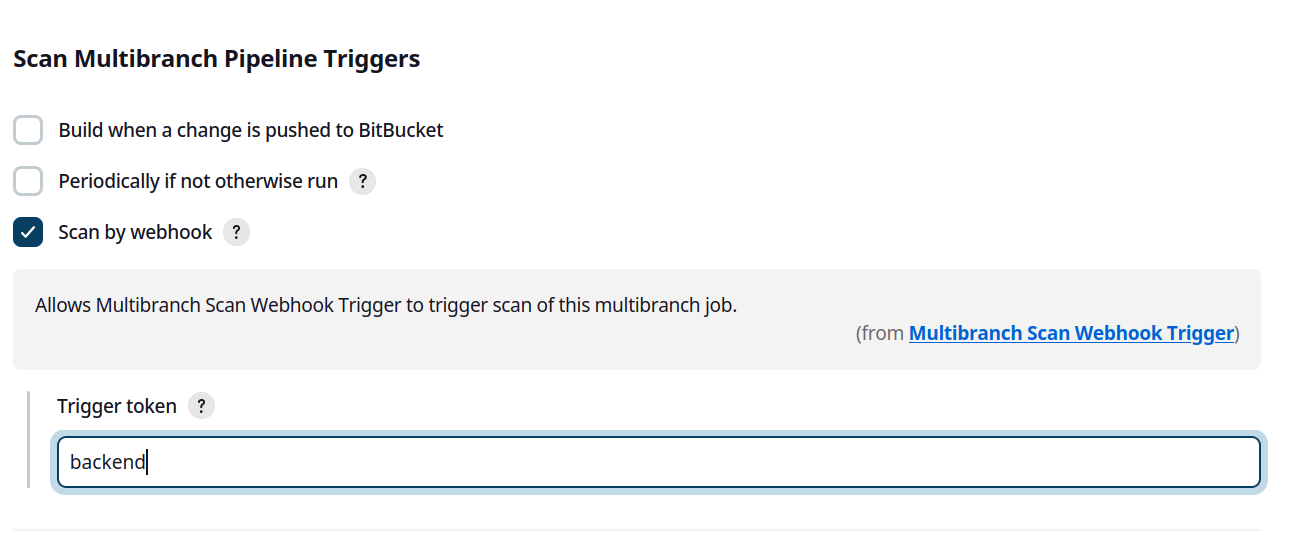 Scan Multibranch Pipeline Triggers
Build when a change is pushed to BitBucket
Periodically if not otherwise run ?
Scan by webhook ?
Allows Multibranch Scan Webhook Trigger to trigger scan of this multibranch job.
(from Multibranch Scan Webhook Trigger)
Trigger token ?
backend